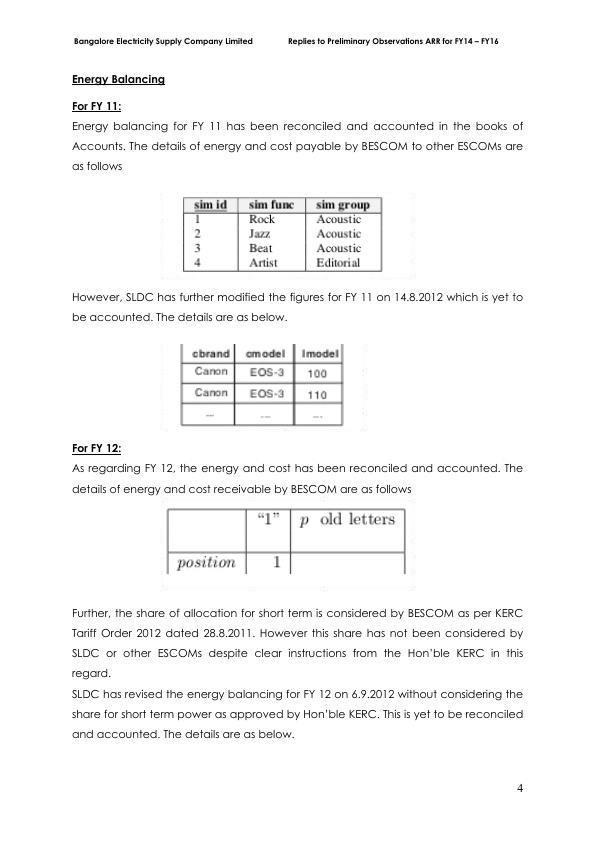 Bangalore Electricity Supply Company Limited Replies to Preliminary Observations ARR for FY14 – FY16
Energy Balancing
For FY 11:
Energy balancing for FY 11 has been reconciled and accounted in the books of
Accounts. The details of energy and cost payable by BESCOM to other ESCOMs are
as follows
sim id sim func sim group
1 Rock Acoustic
2 Jazz Acoustic
3 Beat Acoustic
4 Artist Editorial
However, SLDC has further modified the figures for FY 11 on 14.8.2012 which is yet to
be accounted. The details are as below.
cbrand cmodel lmodel
Canon EOS-3 100
Canon EOS-3 110
... ... ...
For FY 12:
As regarding FY 12, the energy and cost has been reconciled and accounted. The
details of energy and cost receivable by BESCOM are as follows
“1” p old letters
position 1
Further, the share of allocation for short term is considered by BESCOM as per KERC
Tariff Order 2012 dated 28.8.2011. However this share has not been considered by
SLDC or other ESCOMs despite clear instructions from the Hon’ble KERC in this
regard.
SLDC has revised the energy balancing for FY 12 on 6.9.2012 without considering the
share for short term power as approved by Hon’ble KERC. This is yet to be reconciled
and accounted. The details are as below.
4